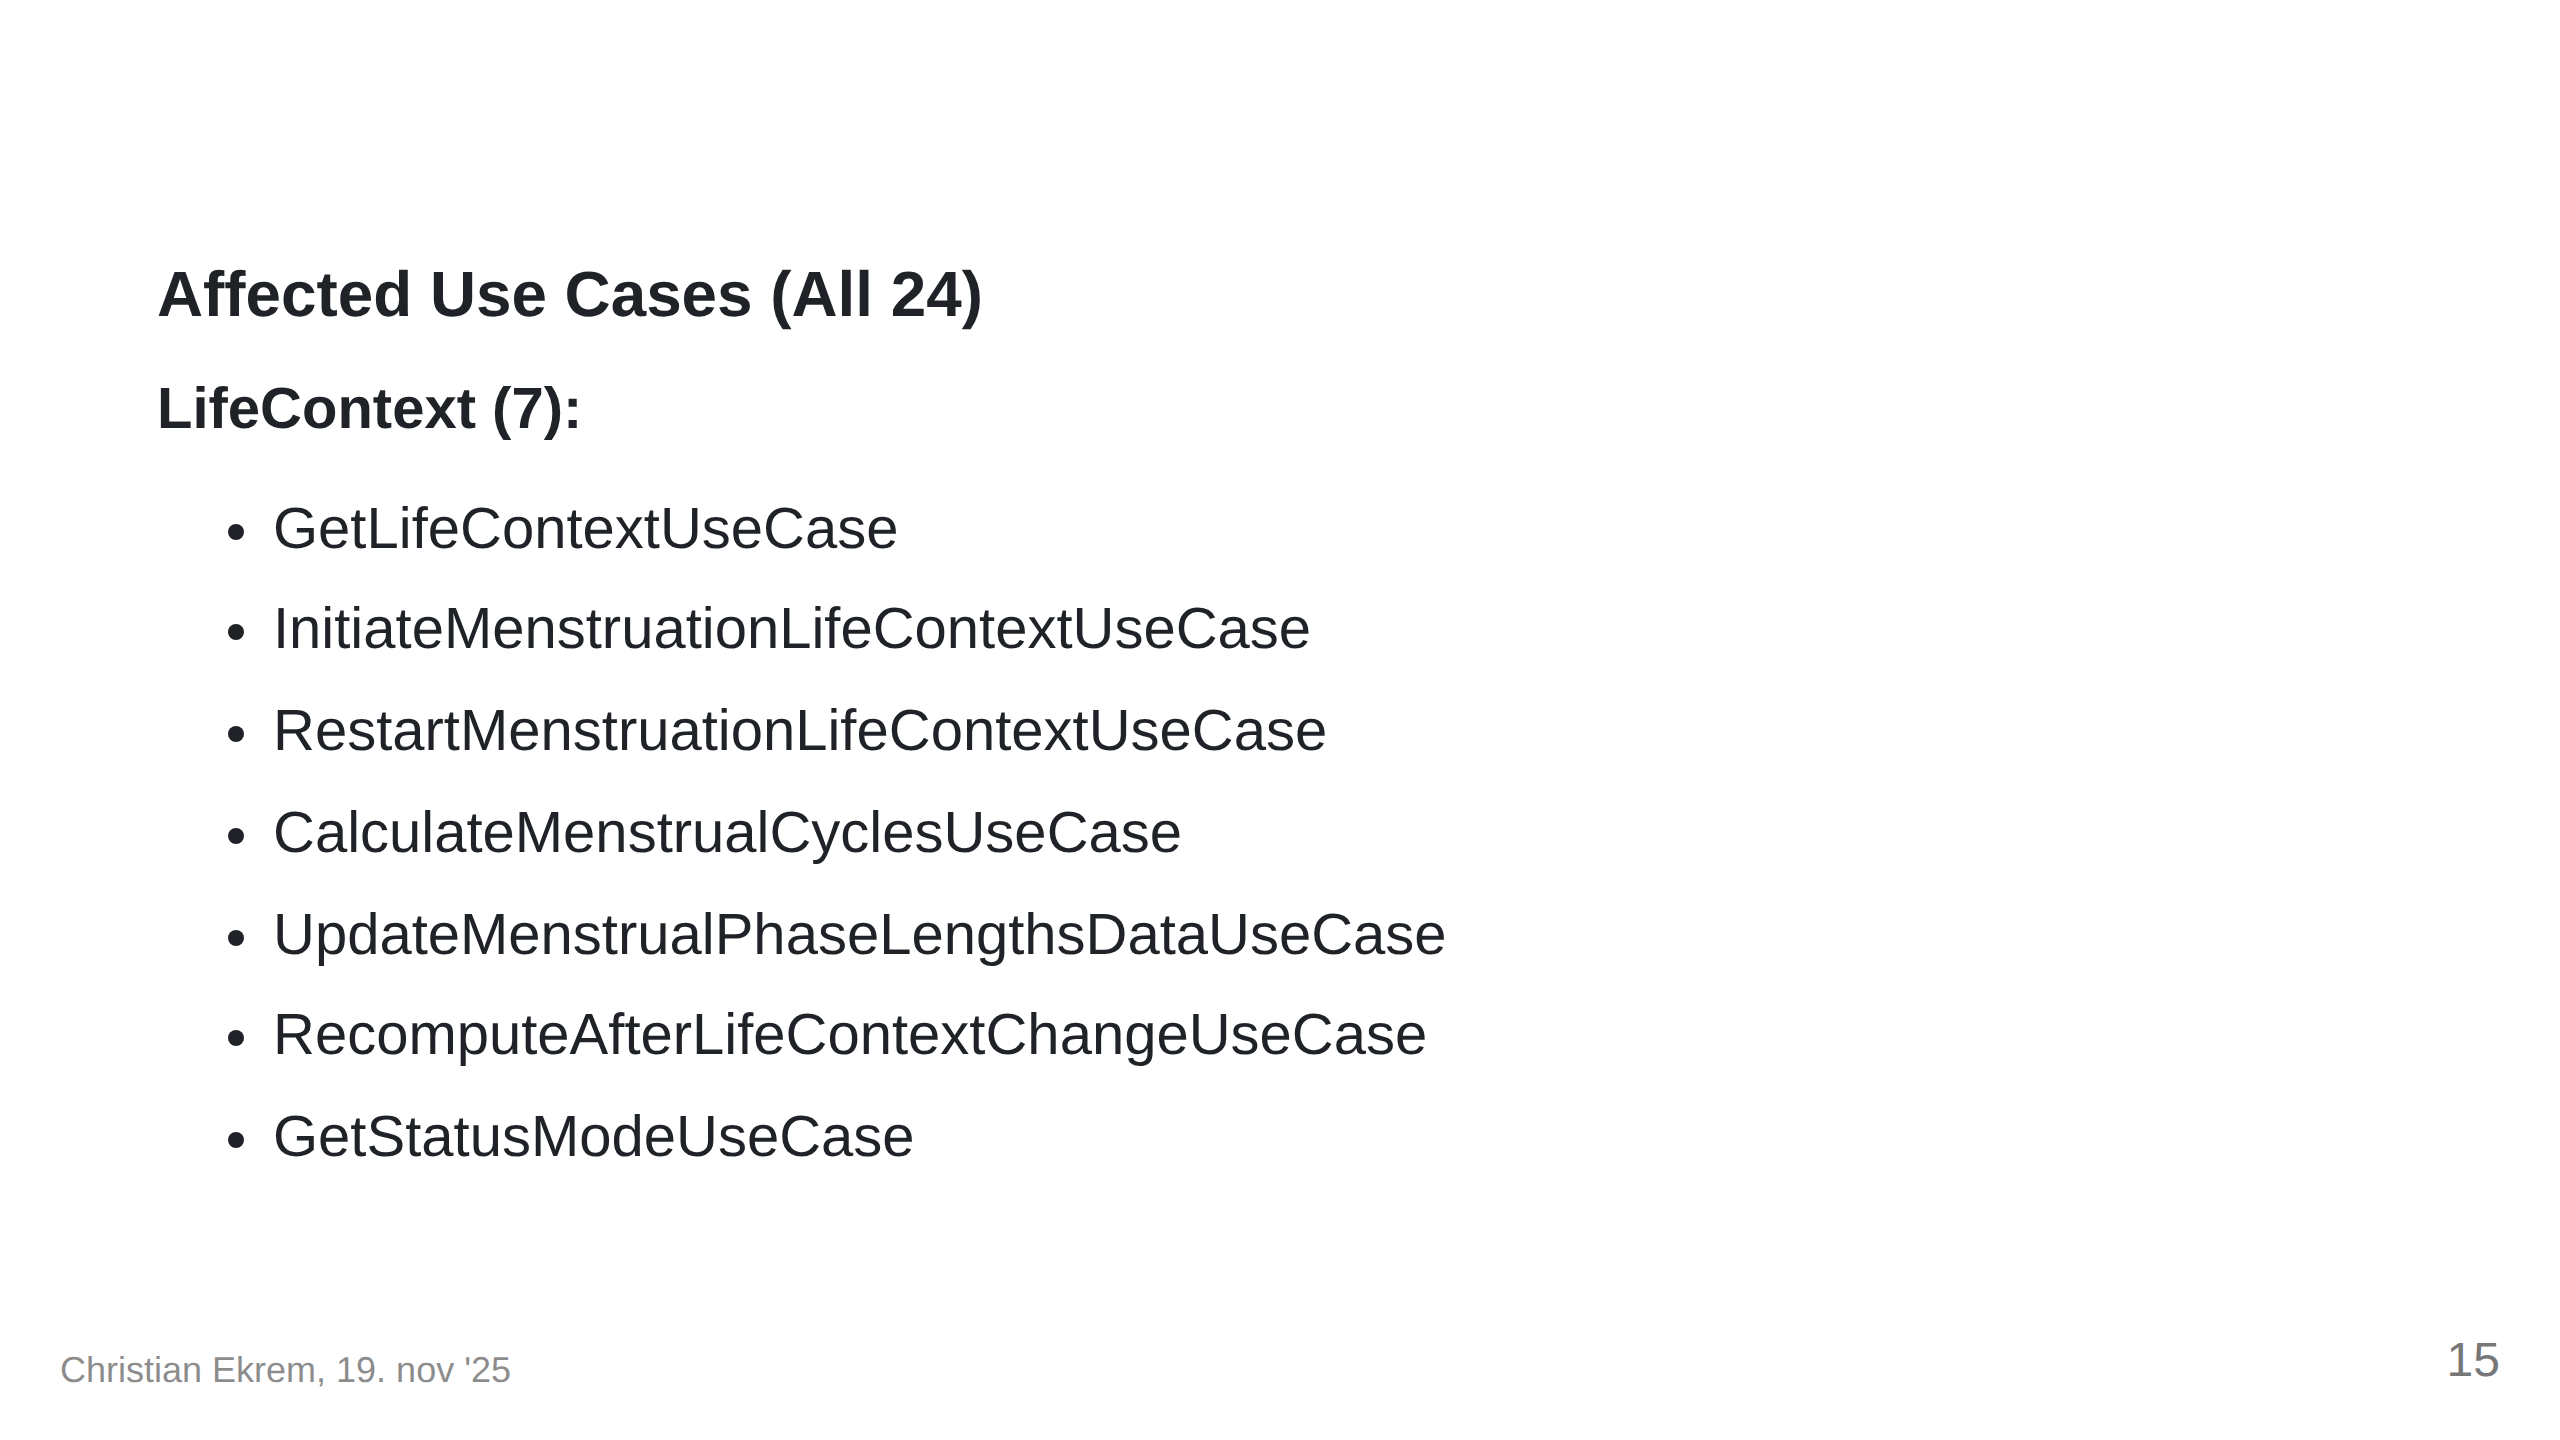 Affected Use Cases (All 24)
LifeContext (7):
• GetLifeContextUseCase
• InitiateMenstruationLifeContextUseCase
• RestartMenstruationLifeContextUseCase
• CalculateMenstrualCyclesUseCase
• UpdateMenstrualPhaseLengthsDataUseCase
• RecomputeAfterLifeContextChangeUseCase
• GetStatusModeUseCase
Christian Ekrem, 19. nov '25
15